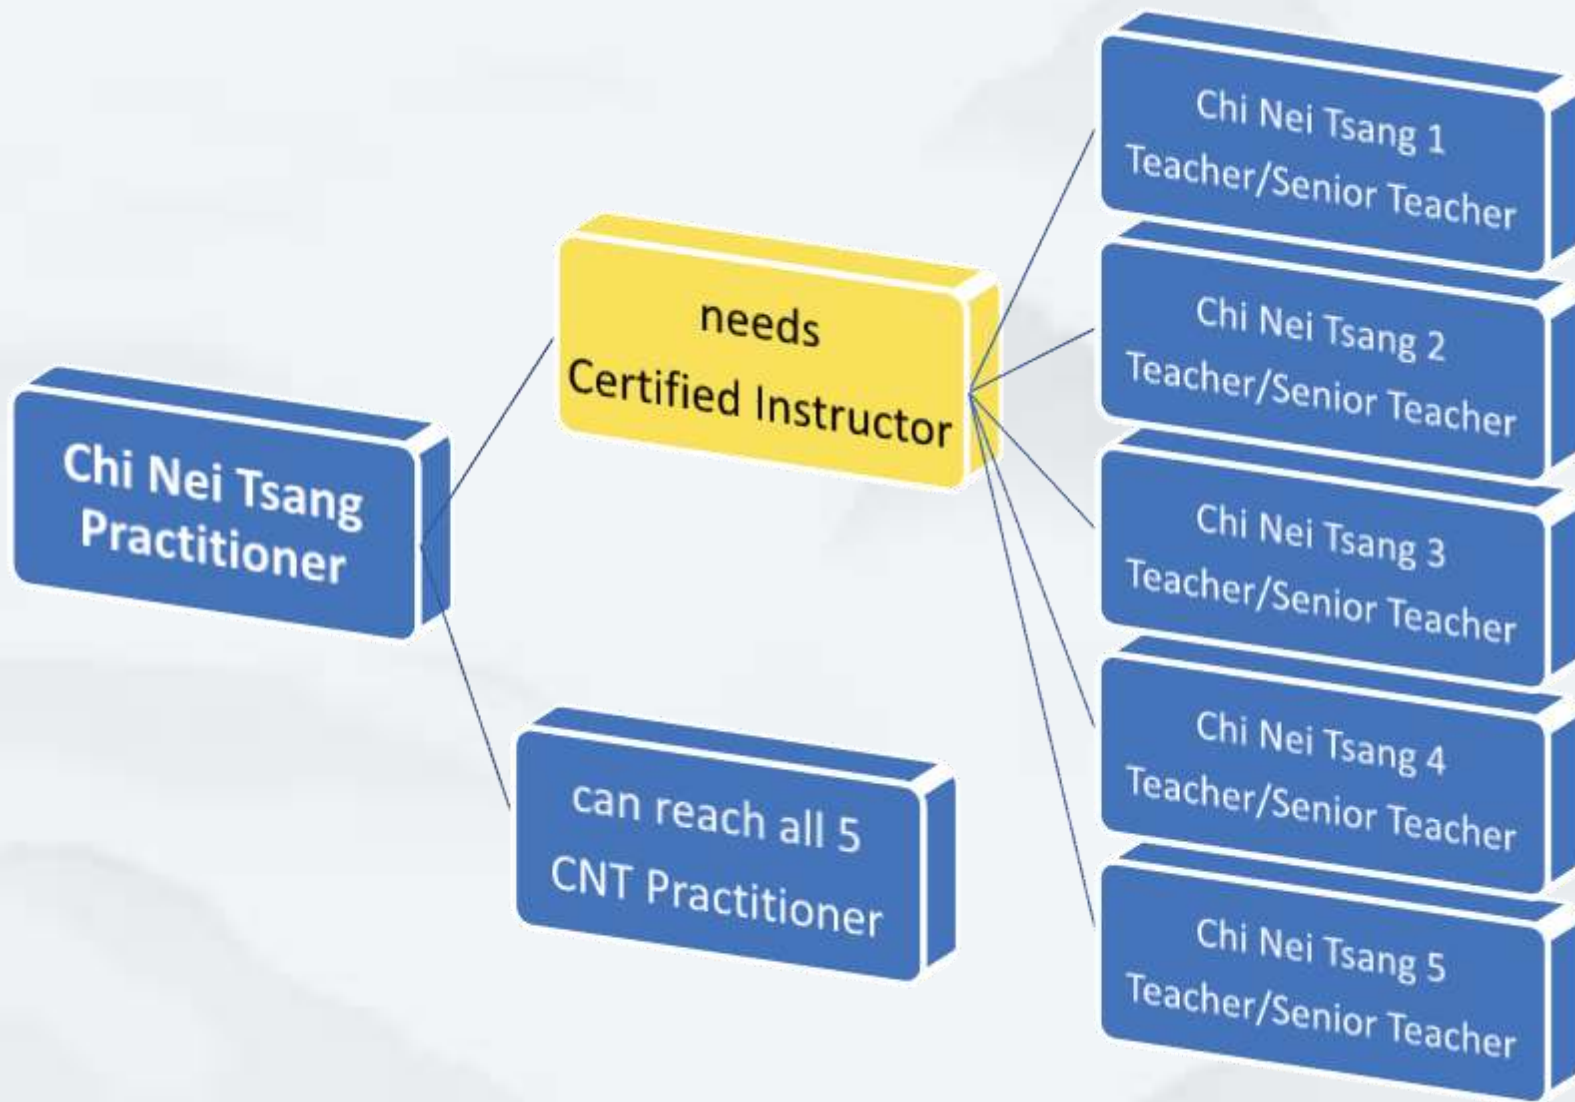 Chi Nei Tsang
Practitioner
needs
Certified Instructor
can reach all 5
CNT Practitioner
Chi Nei Tsang 1
Teacher/Senior Teacher
Chi Nei Tsang 2
Teacher/Senior Teacher
Chi Nei Tsang 3
Teacher/Senior Teacher
Chi Nei Tsang 4
Teacher/Senior Teacher
Chi Nei Tsang 5
Teacher/Senior Teacher